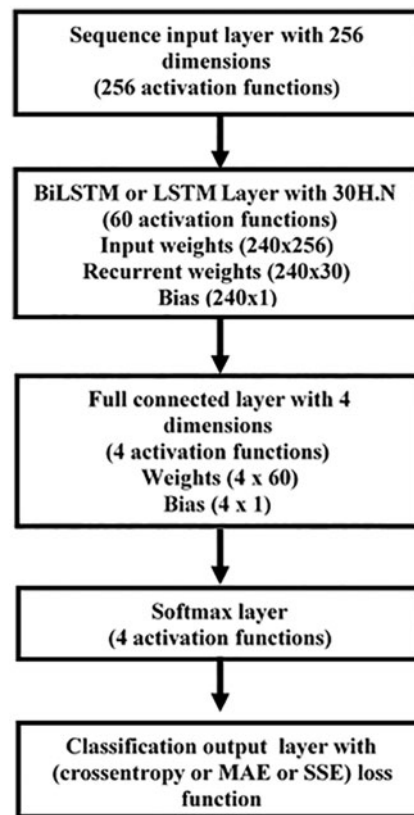 Sequence input layer with 256
dimensions
(256 activation functions)
BiLSTM or LSTM Layer with 30H.N
(60 activation functions)
Input weights (240x256)
Recurrent weights (240x30)
Bias (240x1)
Full connected layer with 4
dimensions
(4 activation functions)
Weights (4 x 60)
Bias (4 x 1)
Softmax layer
(4 activation functions)
Classification output layer with
(crossentropy or MAE or SSE) loss
function